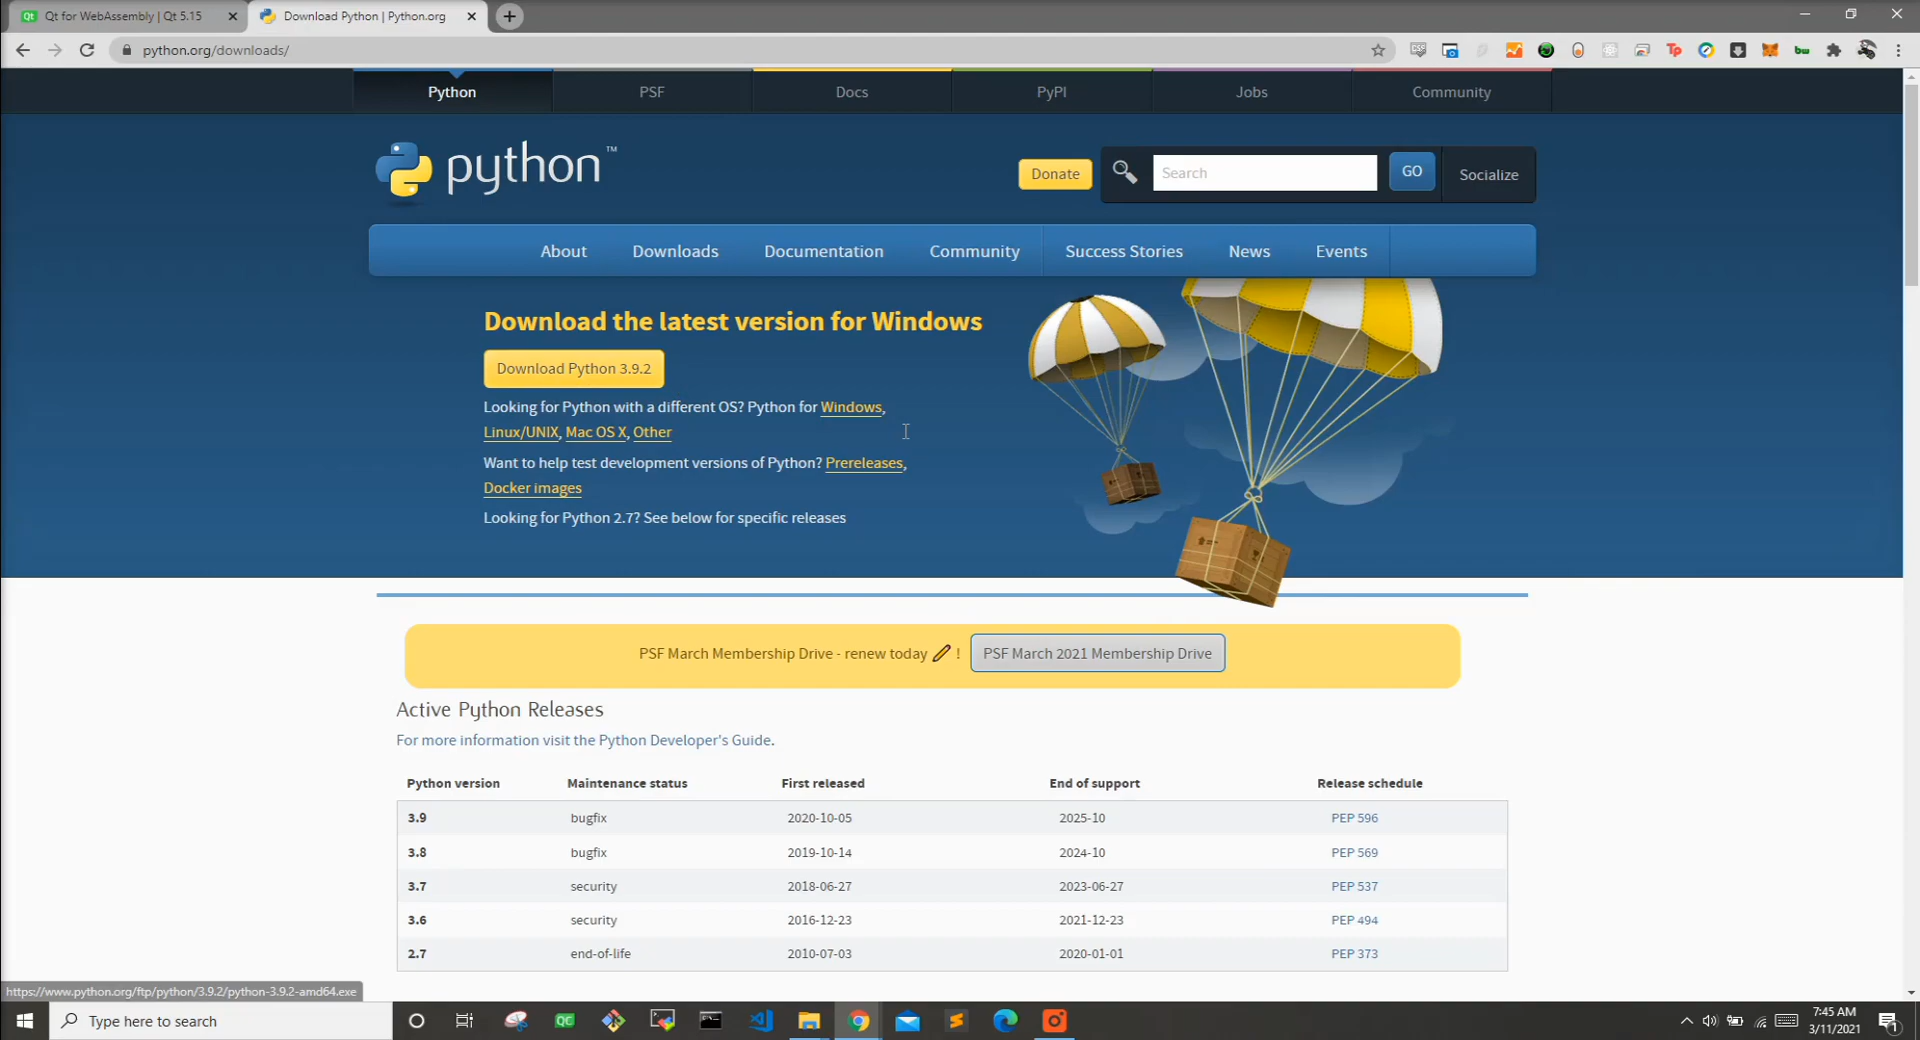 Qt for WebAssembly | Qt 5.15
Download Python | Python.org
python.org/downloads/
Python PSF Docs PyPI Jobs Community
python™
Donate Search GO Socialize
About Downloads Documentation Community Success Stories News Events
Download the latest version for Windows
Download Python 3.9.2
Looking for Python with a different OS? Python for Windows,
Linux/UNIX, Mac OS X, Other
Want to help test development versions of Python? Prereleases,
Docker images
Looking for Python 2.7? See below for specific releases
PSF March Membership Drive - renew today ! PSF March 2021 Membership Drive
Active Python Releases
For more information visit the Python Developer's Guide.
Python version Maintenance status First released End of support Release schedule
3.9 bugfix 2020-10-05 2025-10 PEP 596
3.8 bugfix 2019-10-14 2024-10 PEP 569
3.7 security 2018-06-27 2023-06-27 PEP 537
3.6 security 2016-12-23 2021-12-23 PEP 494
2.7 end-of-life 2010-07-03 2020-01-01 PEP 373
https://www.python.org/ftp/python/3.9.2/python-3.9.2-amd64.exe
Type here to search
7:45 AM
3/11/2021